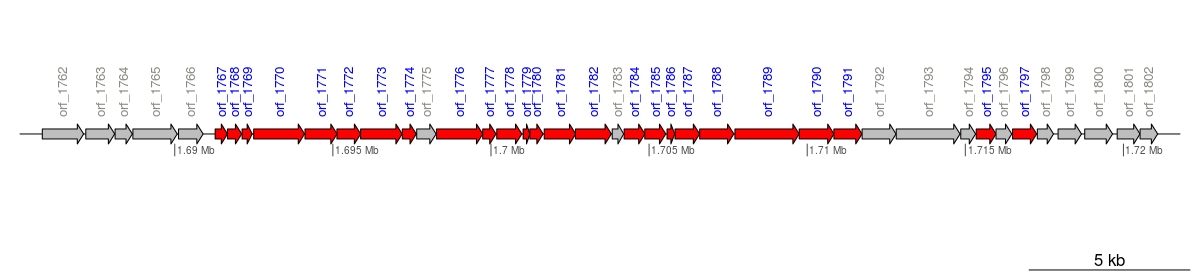 orf_1762 orf_1763 orf_1764 orf_1765 orf_1766 orf_1767 orf_1768 orf_1769 orf_1770 orf_1771 orf_1772 orf_1773 orf_1774 orf_1775 orf_1776 orf_1777 orf_1778 orf_1779 orf_1780 orf_1781 orf_1782 orf_1783 orf_1784 orf_1785 orf_1786 orf_1787 orf_1788 orf_1789 orf_1790 orf_1791 orf_1792 orf_1793 orf_1794 orf_1795 orf_1796 orf_1797 orf_1798 orf_1799 orf_1800 orf_1801 orf_1802
1.69 Mb 1.695 Mb 1.7 Mb 1.705 Mb 1.71 Mb 1.715 Mb 1.72 Mb
5 kb